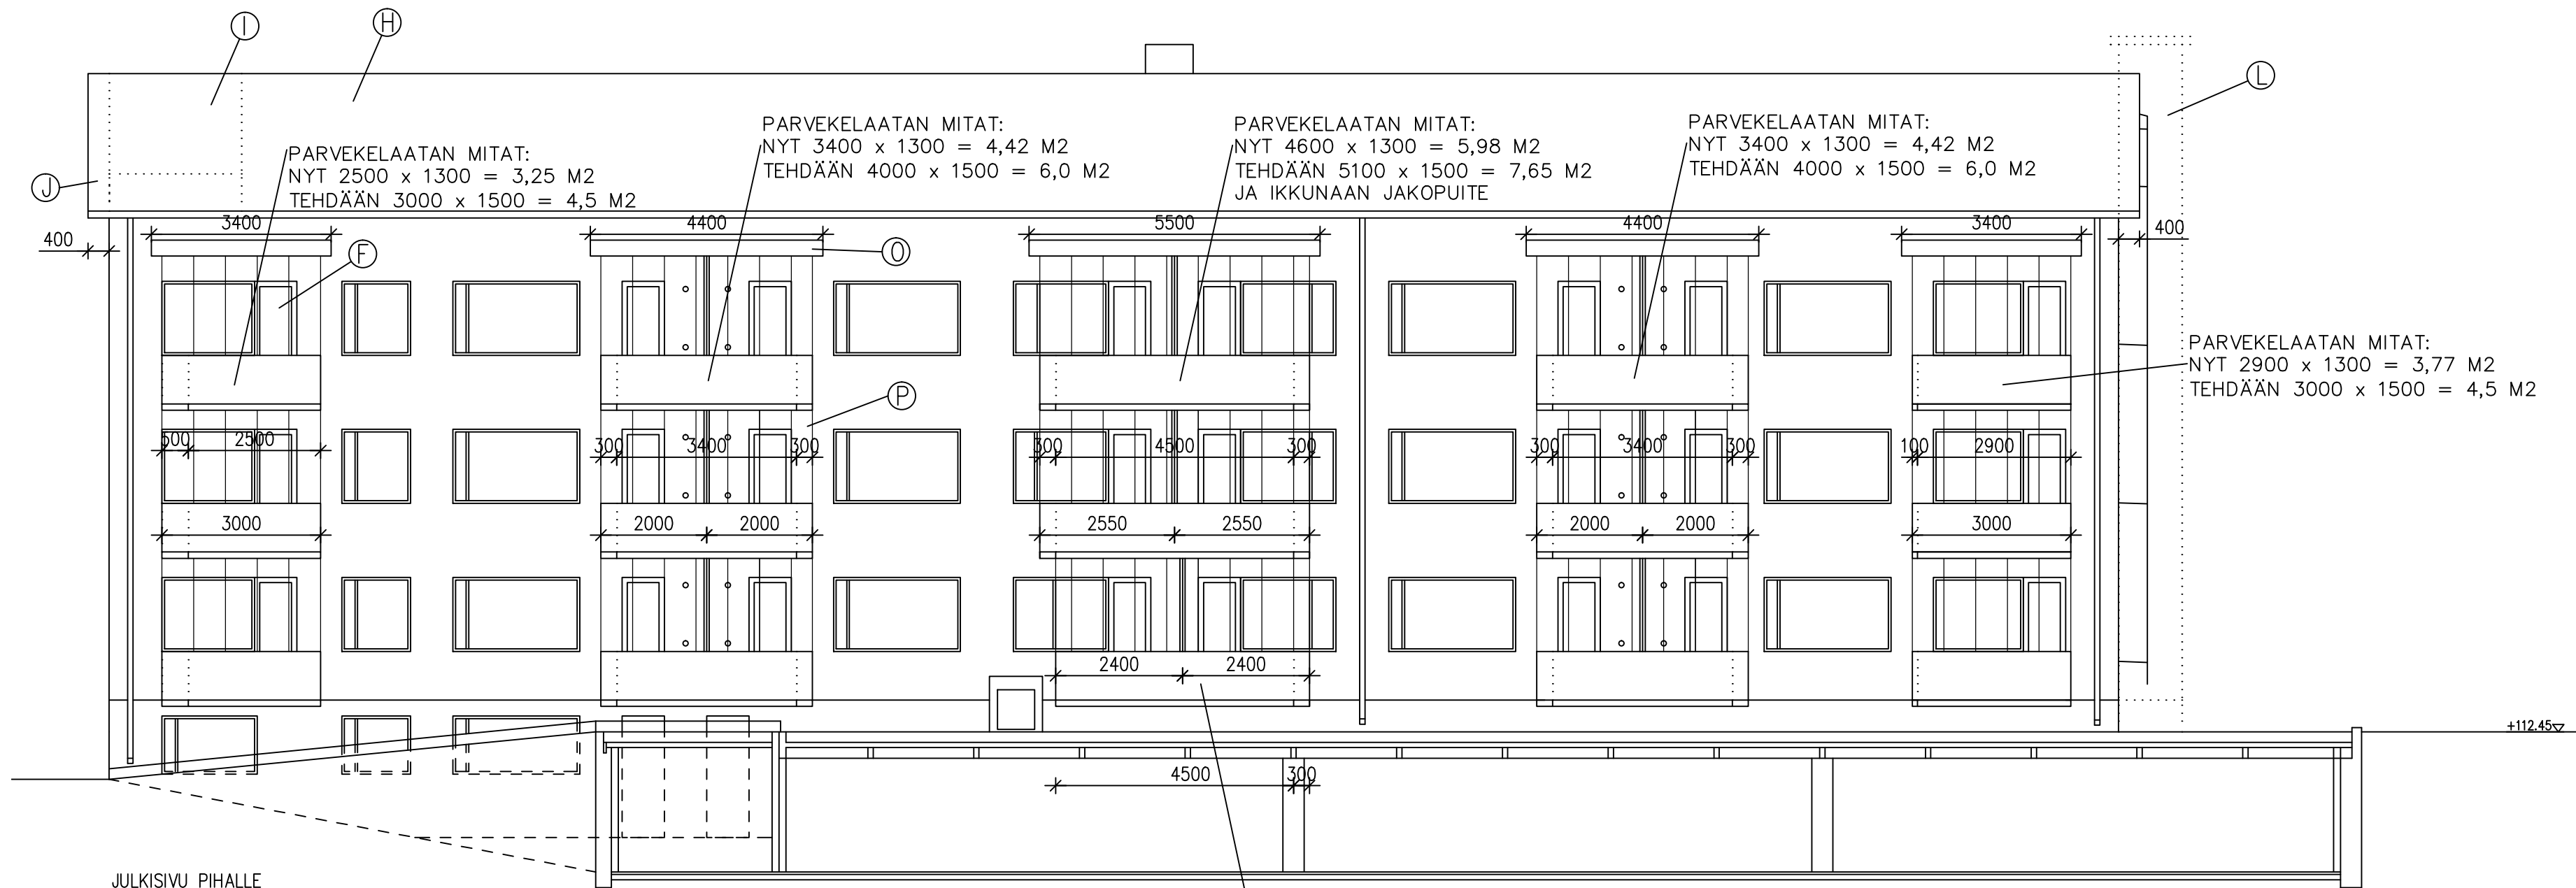 I
H
L
J
PARVEKELAATAN MITAT:
NYT 2500 x 1300 = 3,25 M2
TEHDÄÄN 3000 x 1500 = 4,5 M2
PARVEKELAATAN MITAT:
NYT 3400 x 1300 = 4,42 M2
TEHDÄÄN 4000 x 1500 = 6,0 M2
PARVEKELAATAN MITAT:
NYT 4600 x 1300 = 5,98 M2
TEHDÄÄN 5100 x 1500 = 7,65 M2
JA IKKUNAAN JAKOPUITE
PARVEKELAATAN MITAT:
NYT 3400 x 1300 = 4,42 M2
TEHDÄÄN 4000 x 1500 = 6,0 M2
400
3400
4400
5500
4400
3400
400
F
O
PARVEKELAATAN MITAT:
NYT 2900 x 1300 = 3,77 M2
TEHDÄÄN 3000 x 1500 = 4,5 M2
P
500 2500
300 3400 300
300 4500 300
300 3400 300
100 2900
3000
2000 2000
2550 2550
2000 2000
3000
2400 2400
+112.45
4500 300
JULKISIVU PIHALLE